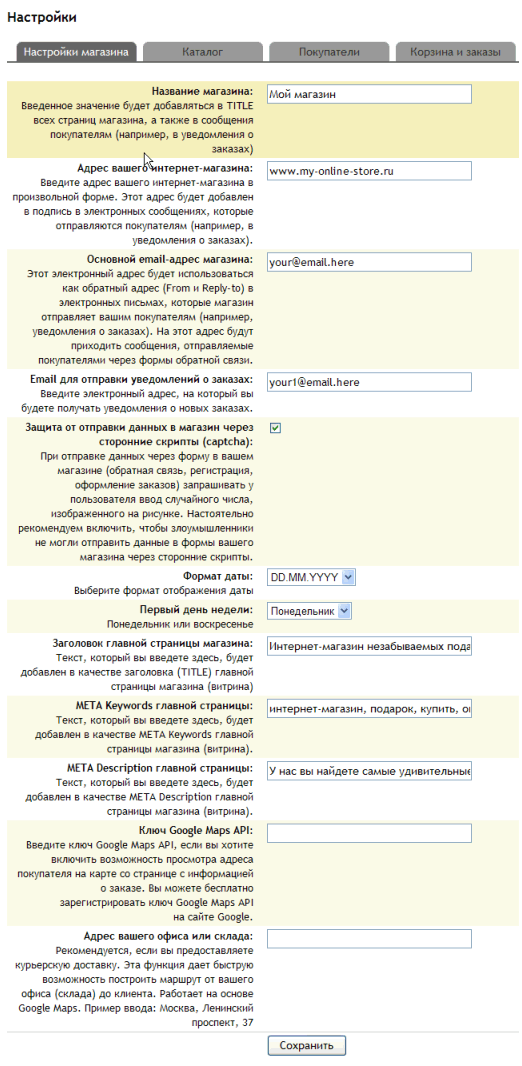 Настройки
Настройки магазина Каталог Покупатели Корзина и заказы
Название магазина: Мой магазин
Введенное значение будет добавляться в TITLE
всех страниц магазина, а также в сообщения
покупателям (например, в уведомления о
заказах)
Адрес вашего интернет-магазина: www.my-online-store.ru
Введите адрес вашего интернет-магазина в
произвольной форме. Этот адрес будет добавлен
в подпись в электронных сообщениях, которые
отправляются покупателям (например, в
уведомления о заказах).
Основной email-адрес магазина: your@email.here
Этот электронный адрес будет использоваться
как обратный адрес (From и Reply-to) в
электронных письмах, которые магазин
отправляет вашим покупателям (например,
уведомления о заказах). На этот адрес будут
приходить сообщения, отправляемые
покупателями через формы обратной связи.
Email для отправки уведомлений о заказах: your1@email.here
Введите электронный адрес, на который вы
будете получать уведомления о новых заказах.
Защита от отправки данных в магазин через
сторонние скрипты (captcha):
При отправке данных через форму в вашем
магазине (обратная связь, регистрация,
оформление заказов) запрашивать у
пользователя ввод случайного числа,
изображенного на рисунке. Настоятельно
рекомендуем включить, чтобы злоумышленники
не могли отправить данные в формы вашего
магазина через сторонние скрипты.
Формат даты: DD.MM.YYYY
Выберите формат отображения даты
Первый день недели: Понедельник
Понедельник или воскресенье
Заголовок главной страницы магазина: Интернет-магазин незабываемых пода
Текст, который вы введете здесь, будет
добавлен в качестве заголовка (TITLE) главной
страницы магазина (витрина)
META Keywords главной страницы: интернет-магазин, подарок, купить, о
Текст, который вы введете здесь, будет
добавлен в качестве META Keywords главной
страницы магазина (витрина).
META Description главной страницы: У нас вы найдете самые удивительные
Текст, который вы введете здесь, будет
добавлен в качестве META Description главной
страницы магазина (витрина).
Ключ Google Maps API:
Введите ключ Google Maps API, если вы хотите
включить возможность просмотра адреса
покупателя на карте со странице с информацией
о заказе. Вы можете бесплатно
зарегистрировать ключ Google Maps API
на сайте Google.
Адрес вашего офиса или склада:
Рекомендуется, если вы предоставляете
курьерскую доставку. Эта функция дает быструю
возможность построить маршрут от вашего
офиса (склада) до клиента. Работает на основе
Google Maps. Пример ввода: Москва, Ленинский
проспект, 37
Сохранить